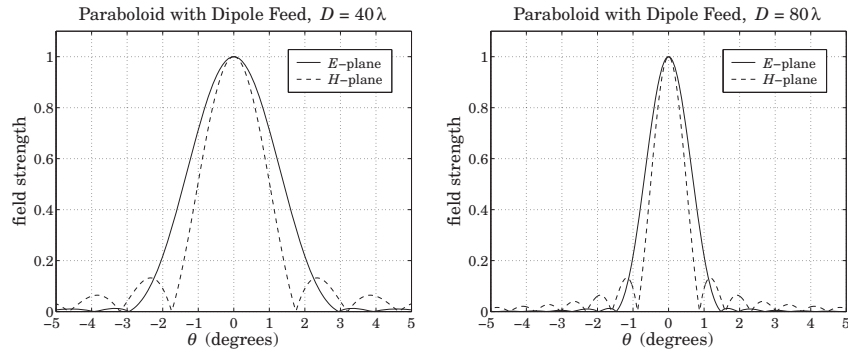 Paraboloid with Dipole Feed, D = 40λ
1
0.8
0.6
0.4
0.2
0
field strength
E−plane
H−plane
−5 −4 −3 −2 −1 0 1 2 3 4 5
θ (degrees)
Paraboloid with Dipole Feed, D = 80λ
1
0.8
0.6
0.4
0.2
0
field strength
E−plane
H−plane
−5 −4 −3 −2 −1 0 1 2 3 4 5
θ (degrees)